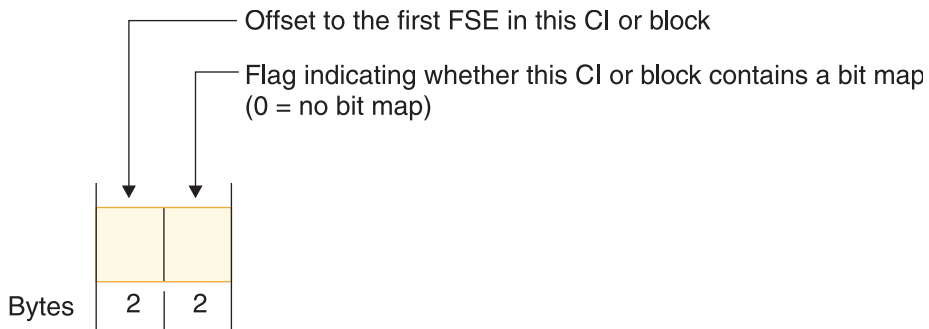 Offset to the first FSE in this CI or block
Flag indicating whether this CI or block contains a bit map
(0 = no bit map)
Bytes 2 2